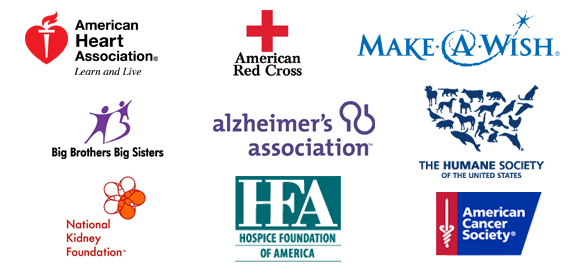 American
Heart
Association®
Learn and Live
American
Red Cross
MAKE-A-WISH®
Big Brothers Big Sisters
alzheimer's
association™
THE HUMANE SOCIETY
OF THE UNITED STATES
National
Kidney
Foundation™
HFA
HOSPICE FOUNDATION
OF AMERICA
American
Cancer
Society®